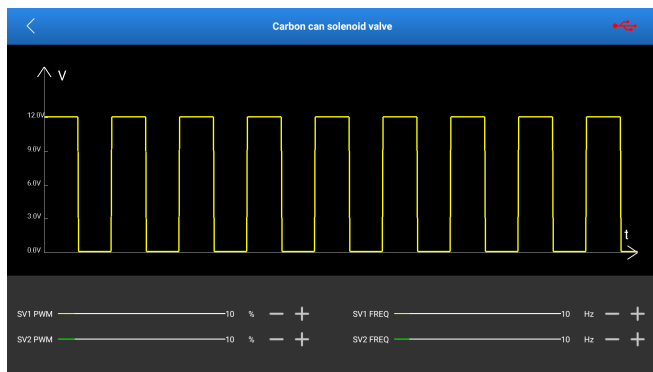 Carbon can solenoid valve
V
12.0V
9.0V
6.0V
3.0V
0.0V
t
SV1 PWM 10 % SV1 FREQ 10 Hz
SV2 PWM 10 % SV2 FREQ 10 Hz